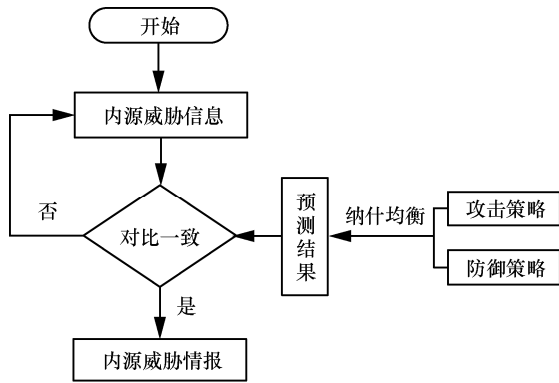 开始
内源威胁信息
否
对比一致
预测结果
纳什均衡
攻击策略
防御策略
是
内源威胁情报